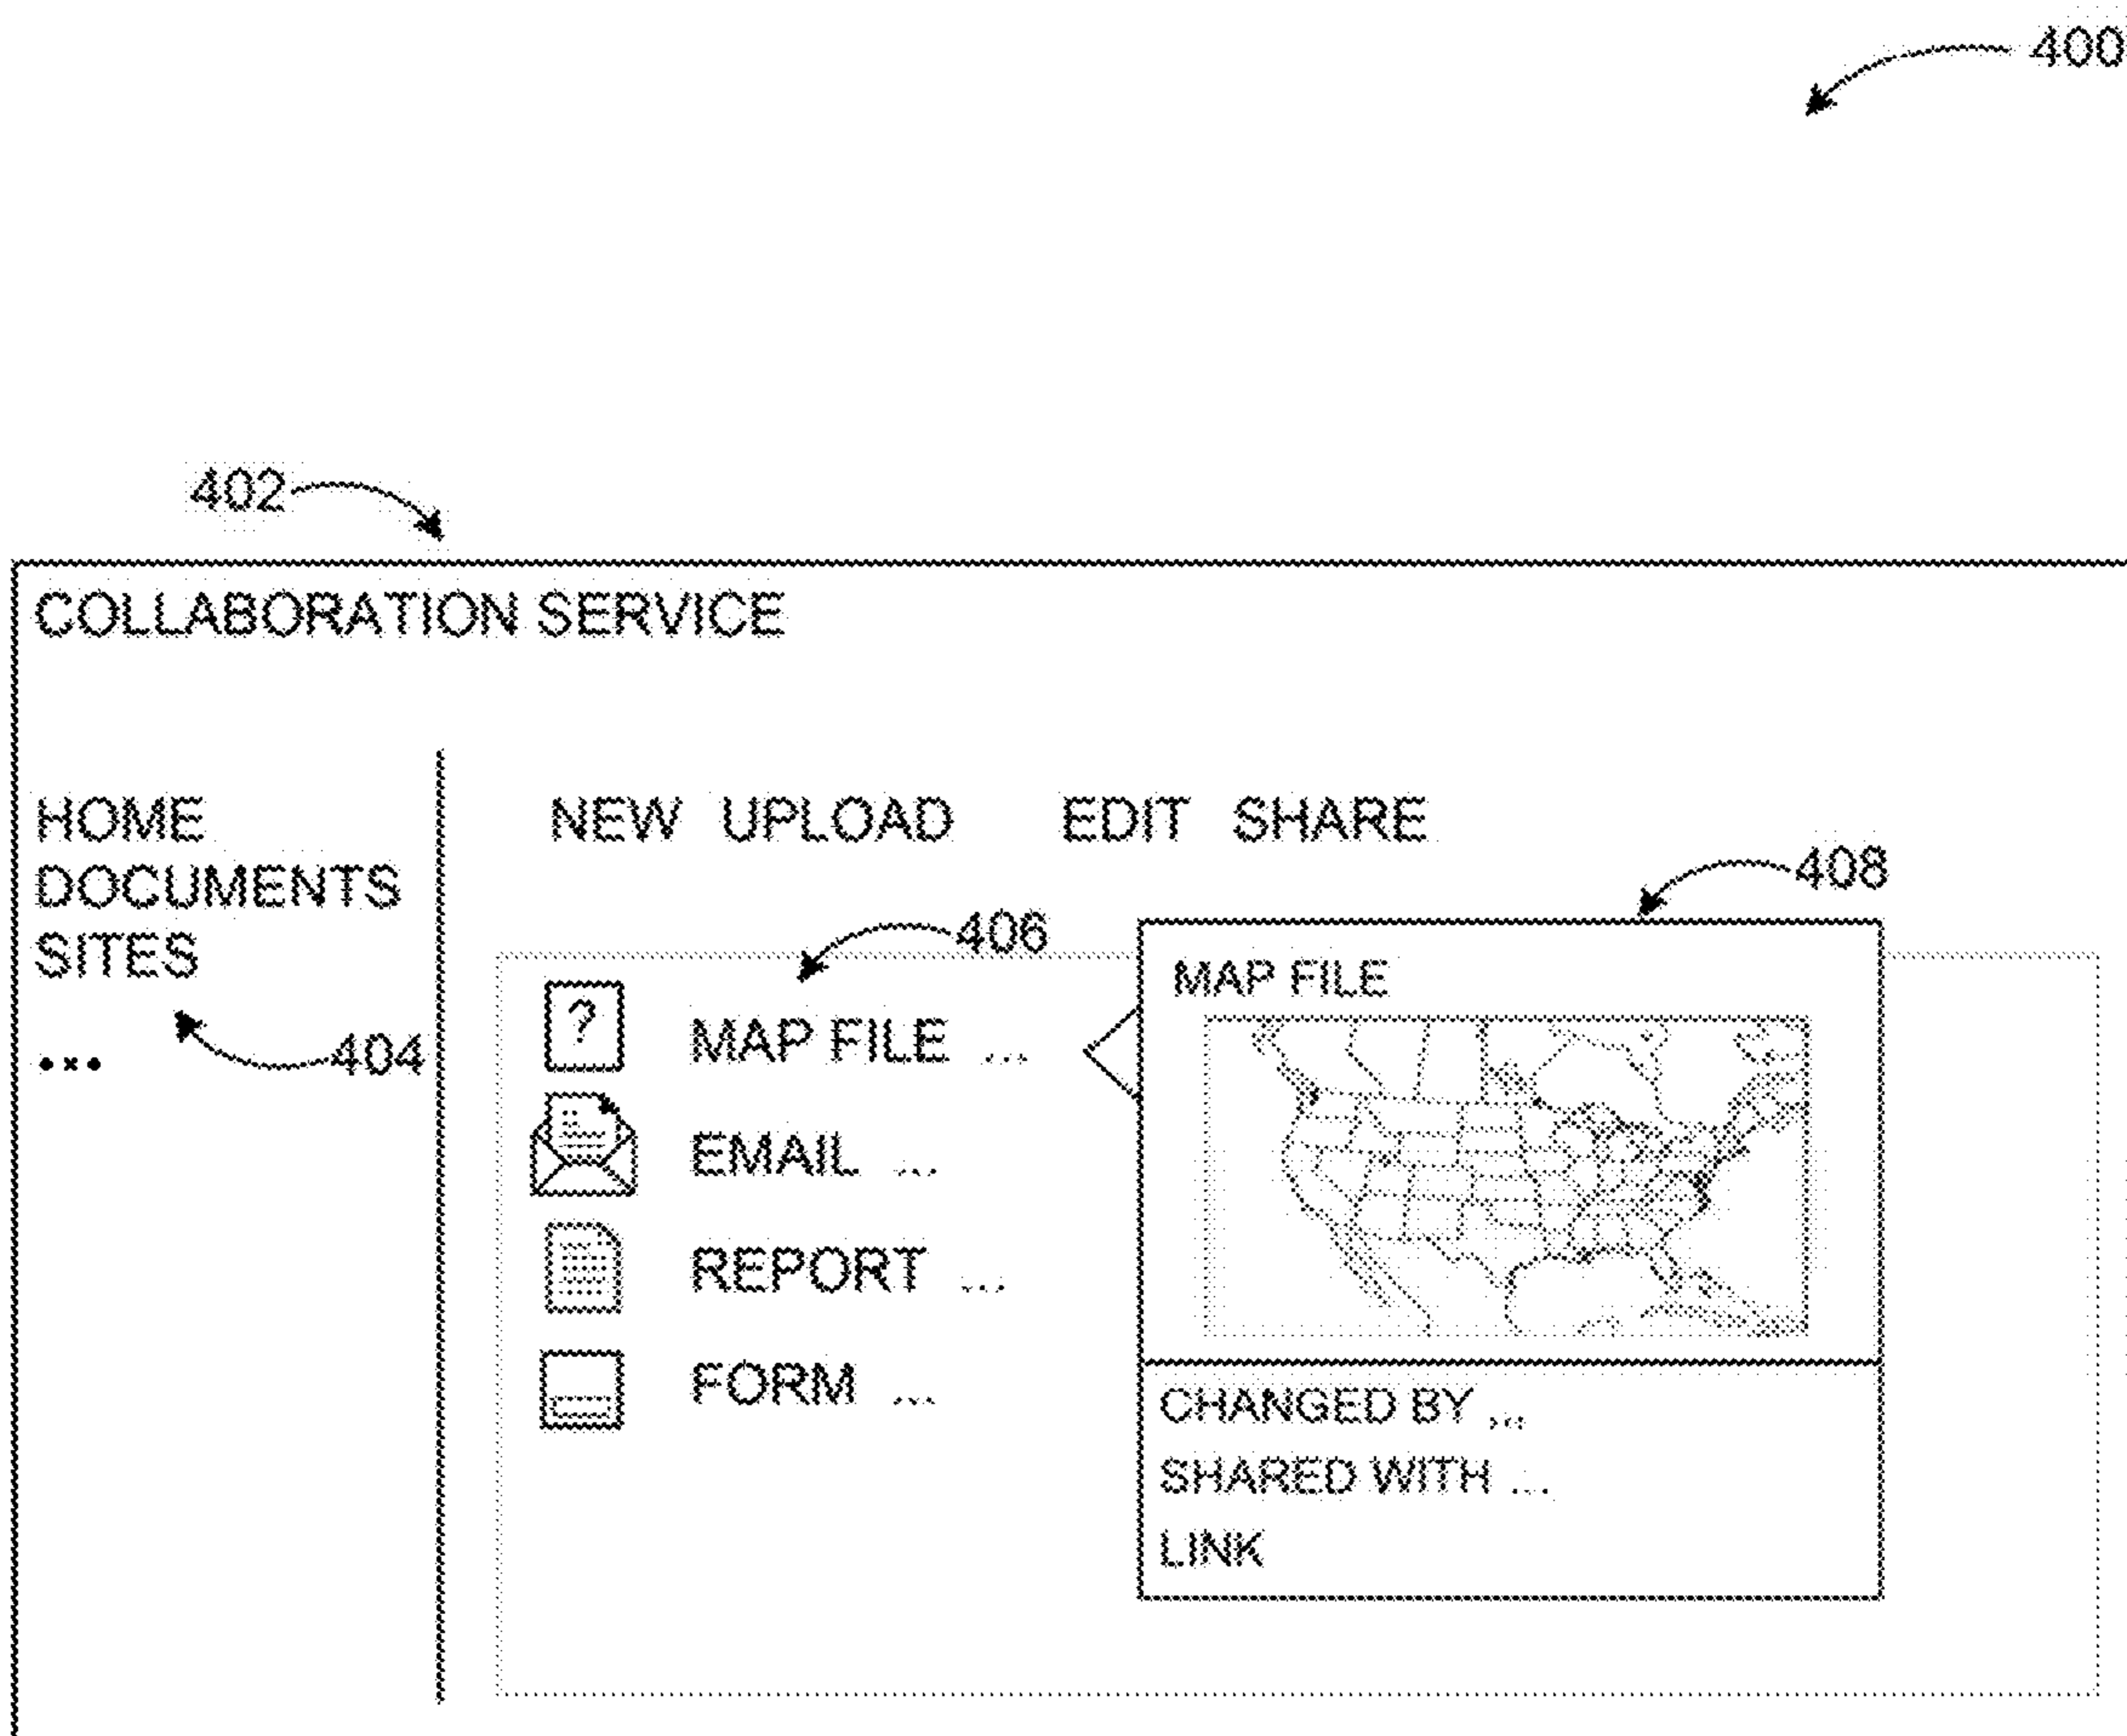 400
402
COLLABORATION SERVICE
HOME
DOCUMENTS
SITES
...
404
NEW UPLOAD EDIT SHARE
408
406
? MAP FILE ...
EMAIL ...
REPORT ...
FORM ...
MAP FILE
CHANGED BY ...
SHARED WITH ...
LINK